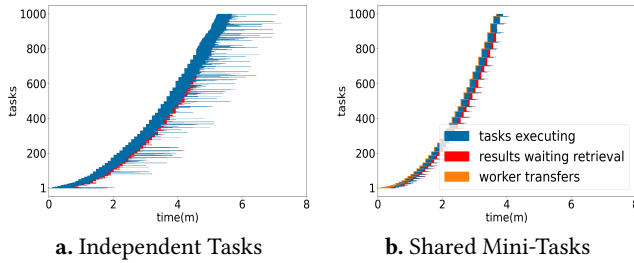 1000
800
600
400
200
1
tasks
0
2
4
6
8
time(m)
a. Independent Tasks
1000
800
600
400
200
1
tasks
tasks executing
results waiting retrieval
worker transfers
0
2
4
6
8
time(m)
b. Shared Mini-Tasks